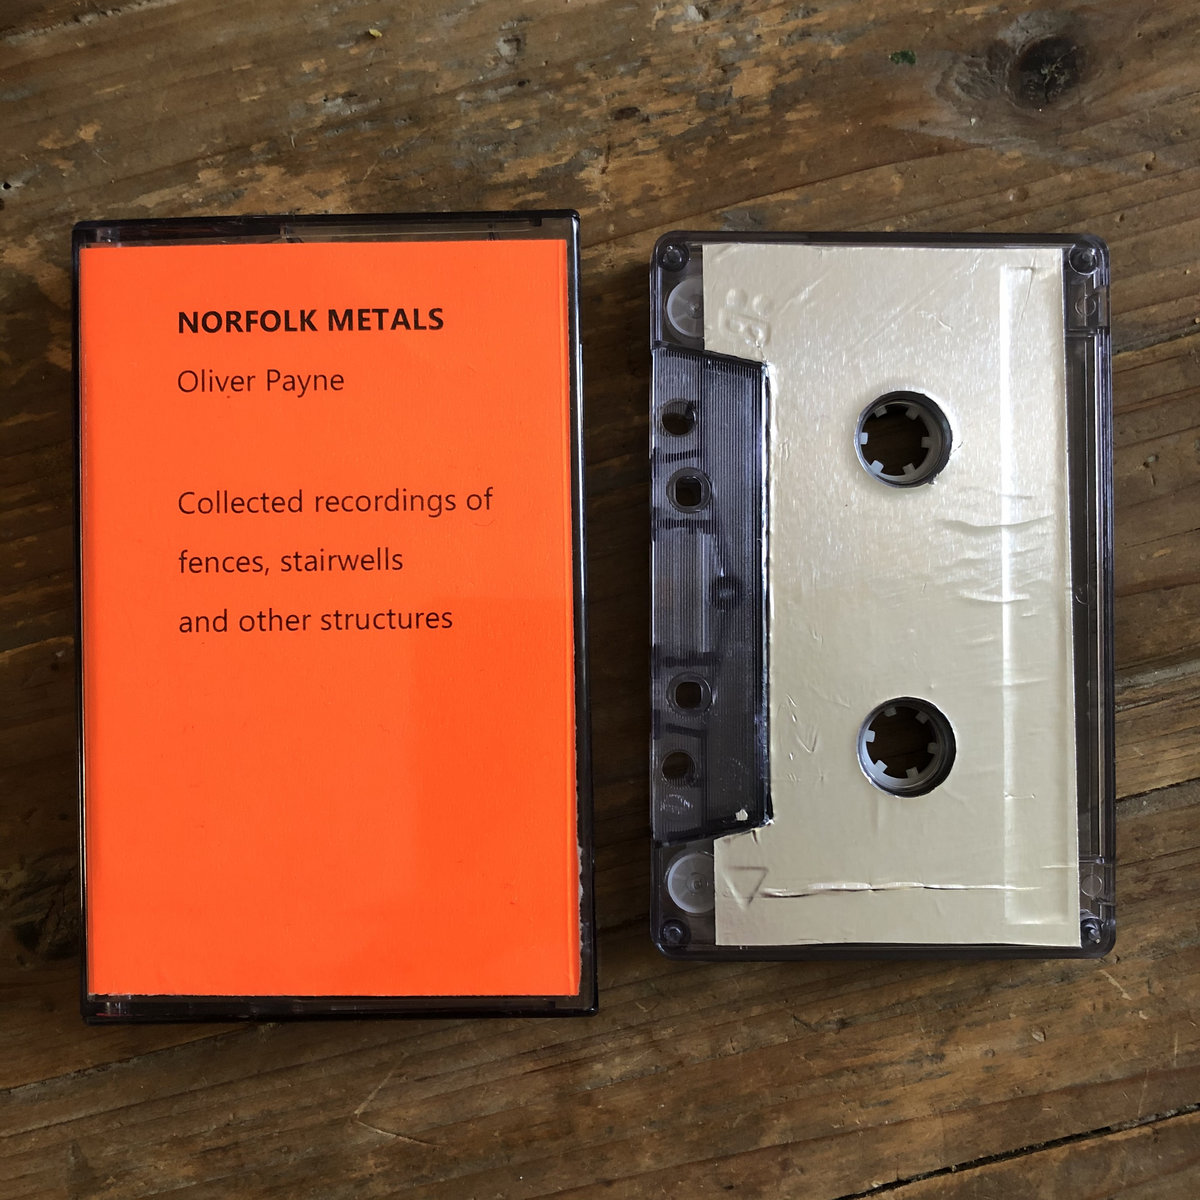 NORFOLK METALS
Oliver Payne
Collected recordings of
fences, stairwells
and other structures